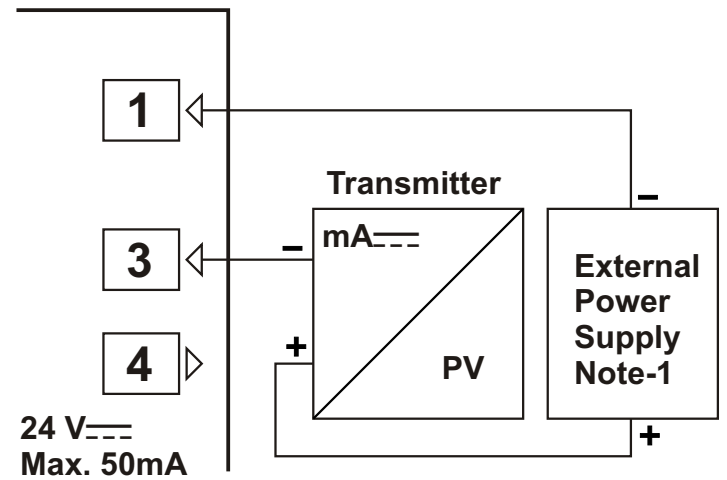 1
Transmitter
−
3
−
mA⎓
External
Power
Supply
Note-1
4
+
PV
24 V⎓
Max. 50mA
+